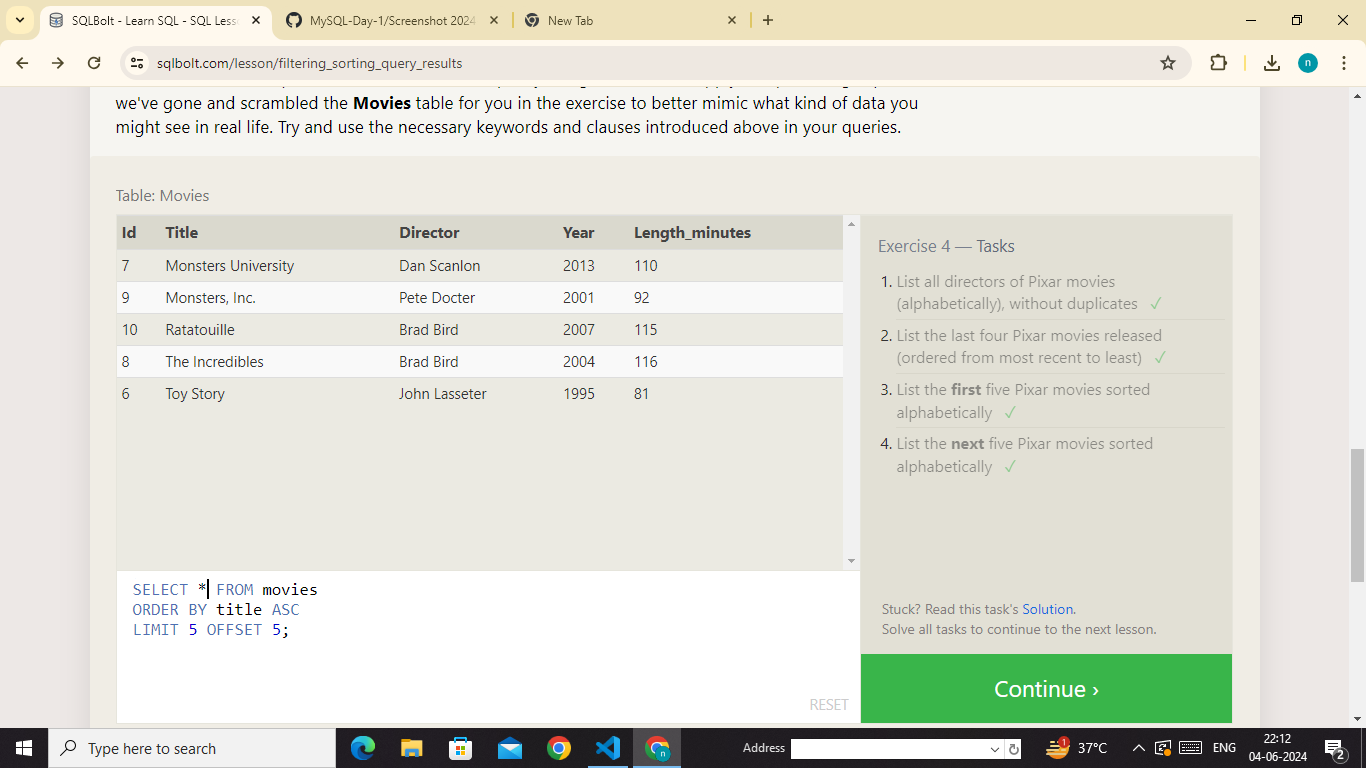 SQLBolt - Learn SQL - SQL Less
MySQL-Day-1/Screenshot 2024
New Tab
sqlbolt.com/lesson/filtering_sorting_query_results
we've gone and scrambled the Movies table for you in the exercise to better mimic what kind of data you
might see in real life. Try and use the necessary keywords and clauses introduced above in your queries.
Table: Movies
Id Title Director Year Length_minutes
7 Monsters University Dan Scanlon 2013 110
9 Monsters, Inc. Pete Docter 2001 92
10 Ratatouille Brad Bird 2007 115
8 The Incredibles Brad Bird 2004 116
6 Toy Story John Lasseter 1995 81
Exercise 4 — Tasks
1. List all directors of Pixar movies
(alphabetically), without duplicates ✓
2. List the last four Pixar movies released
(ordered from most recent to least) ✓
3. List the first five Pixar movies sorted
alphabetically ✓
4. List the next five Pixar movies sorted
alphabetically ✓
SELECT * FROM movies
ORDER BY title ASC
LIMIT 5 OFFSET 5;
RESET
Stuck? Read this task's Solution.
Solve all tasks to continue to the next lesson.
Continue ›
Type here to search
Address
1
37°C
ENG
22:12
04-06-2024
2
n
n